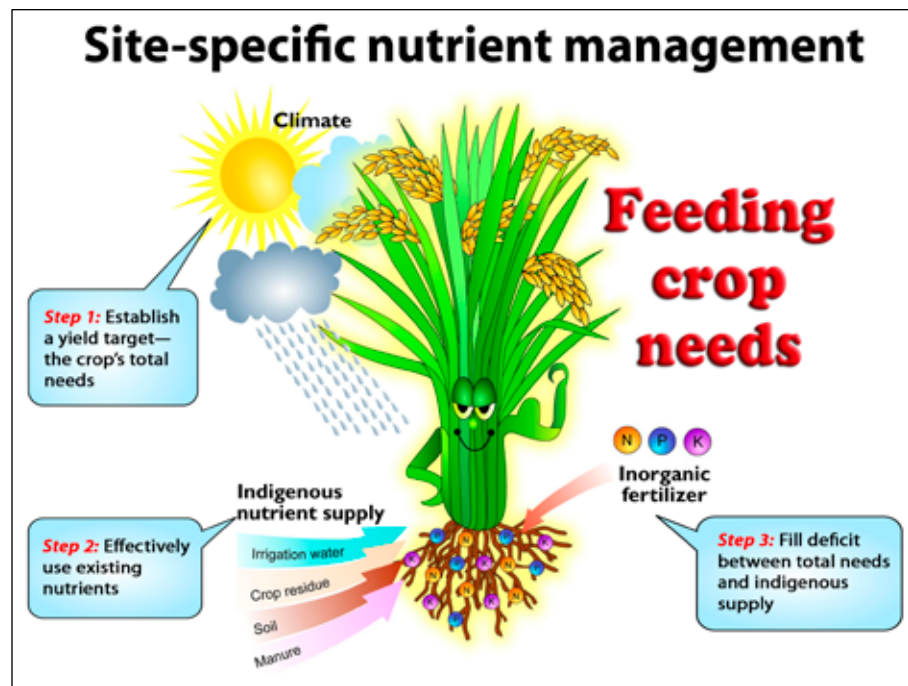 Site-specific nutrient management
Climate
Feeding
crop
needs
Step 1: Establish
a yield target—
the crop's total
needs
N P K
Inorganic
fertilizer
Indigenous
nutrient supply
Step 2: Effectively
use existing
nutrients
Irrigation water
Crop residue
Soil
Manure
Step 3: Fill deficit
between total needs
and indigenous
supply
P N P K
K P N K
N N P
K P K N
P K